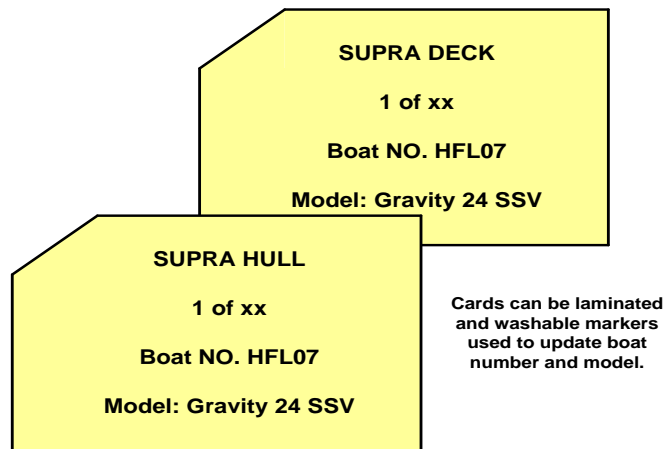 SUPRA DECK
1 of xx
Boat NO. HFL07
Model: Gravity 24 SSV
SUPRA HULL
1 of xx
Boat NO. HFL07
Model: Gravity 24 SSV
Cards can be laminated
and washable markers
used to update boat
number and model.